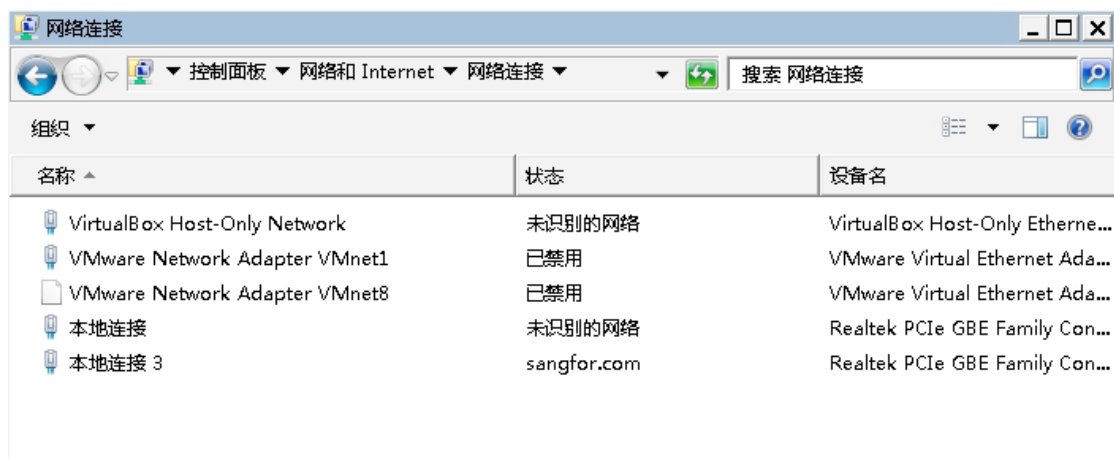 网络连接
控制面板 网络和 Internet 网络连接 搜索 网络连接
组织
名称 状态 设备名
VirtualBox Host-Only Network 未识别的网络 VirtualBox Host-Only Etherne...
VMware Network Adapter VMnet1 已禁用 VMware Virtual Ethernet Ada...
VMware Network Adapter VMnet8 已禁用 VMware Virtual Ethernet Ada...
本地连接 未识别的网络 Realtek PCIe GBE Family Con...
本地连接 3 sangfor.com Realtek PCIe GBE Family Con...